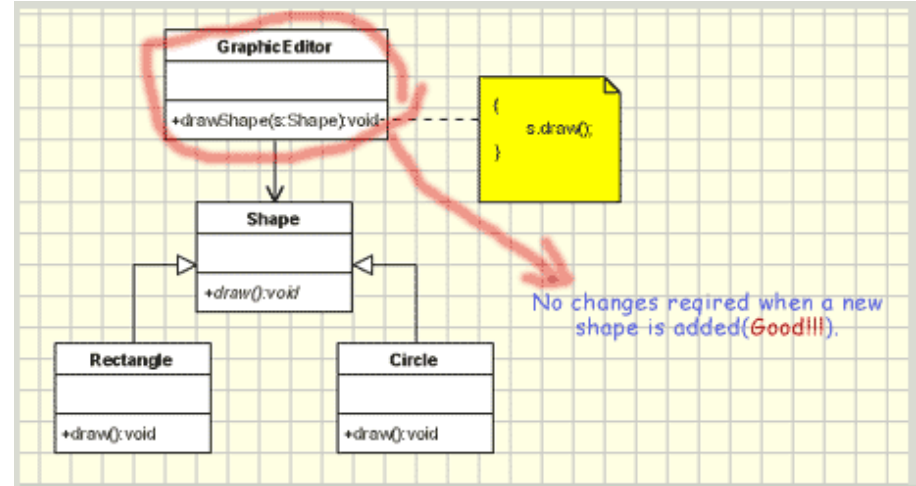 GraphicEditor
+drawShape(s:Shape):void
{
s.draw();
}
Shape
+draw():void
No changes reqired when a new
shape is added(Good!!!).
Rectangle
+draw():void
Circle
+draw():void